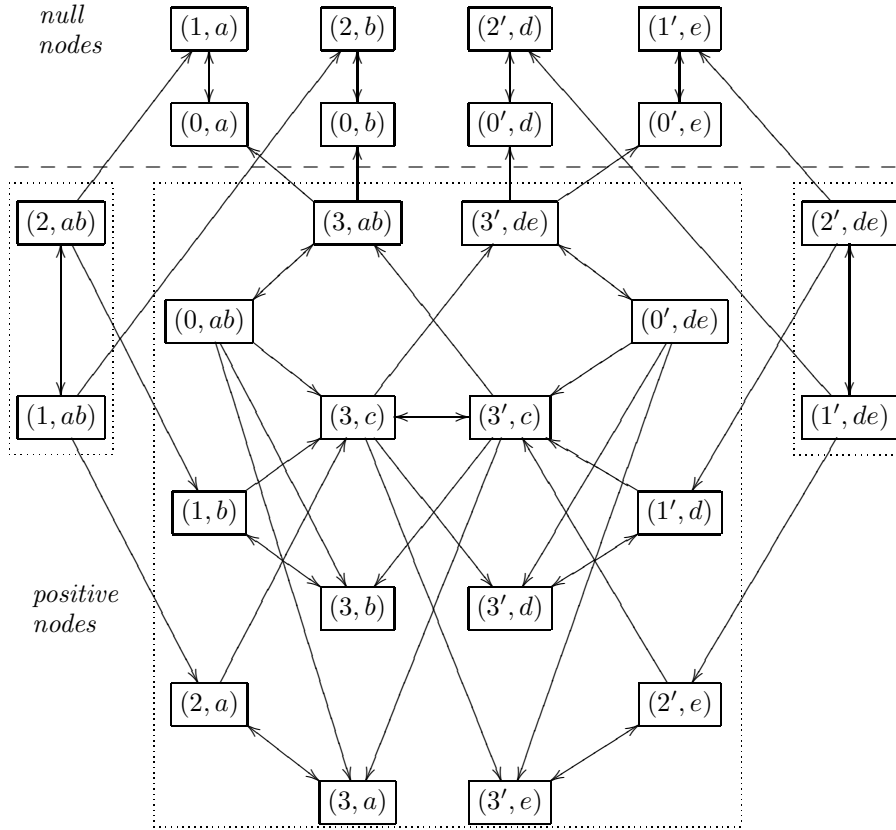 null
nodes
(1, a) (2, b) (2′, d) (1′, e)
(0, a) (0, b) (0′, d) (0′, e)
(2, ab) (3, ab) (3′, de) (2′, de)
(0, ab) (0′, de)
(1, ab) (3, c) (3′, c) (1′, de)
(1, b) (1′, d)
positive
nodes
(3, b) (3′, d)
(2, a) (2′, e)
(3, a) (3′, e)